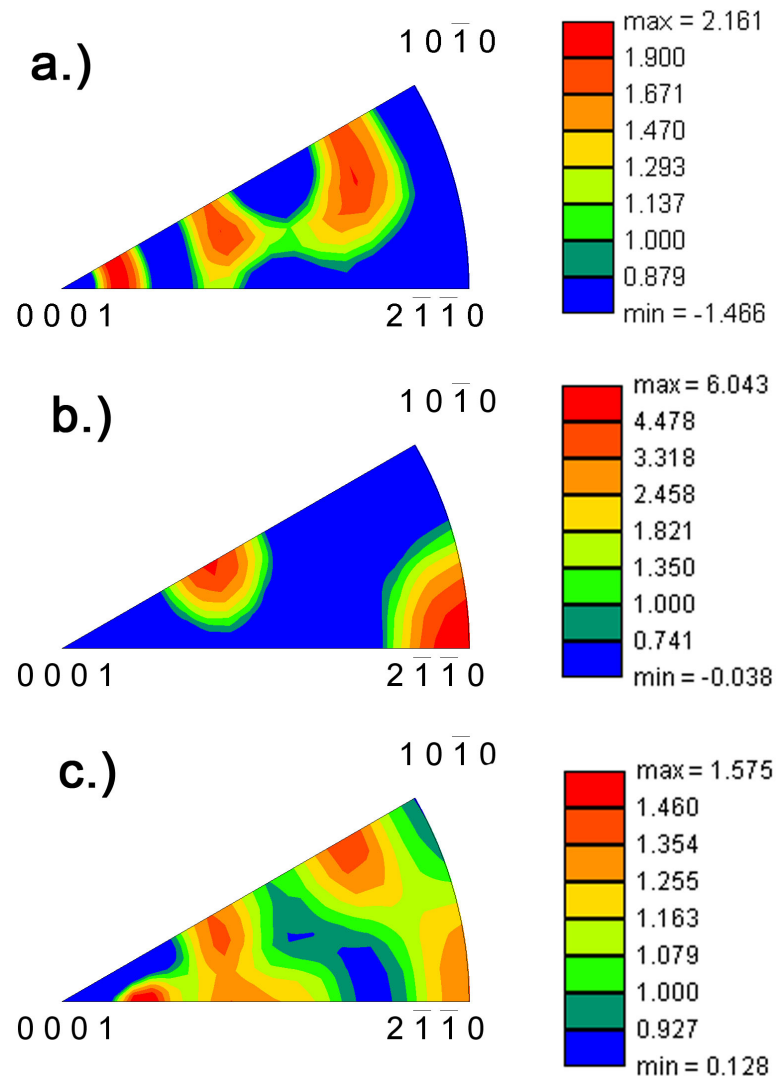 a.)
1 0 1̅ 0
0 0 0 1
2 1̅ 1̅ 0
max = 2.161
1.900
1.671
1.470
1.293
1.137
1.000
0.879
min = -1.466
b.)
1 0 1̅ 0
0 0 0 1
2 1̅ 1̅ 0
max = 6.043
4.478
3.318
2.458
1.821
1.350
1.000
0.741
min = -0.038
c.)
1 0 1̅ 0
0 0 0 1
2 1̅ 1̅ 0
max = 1.575
1.460
1.354
1.255
1.163
1.079
1.000
0.927
min = 0.128